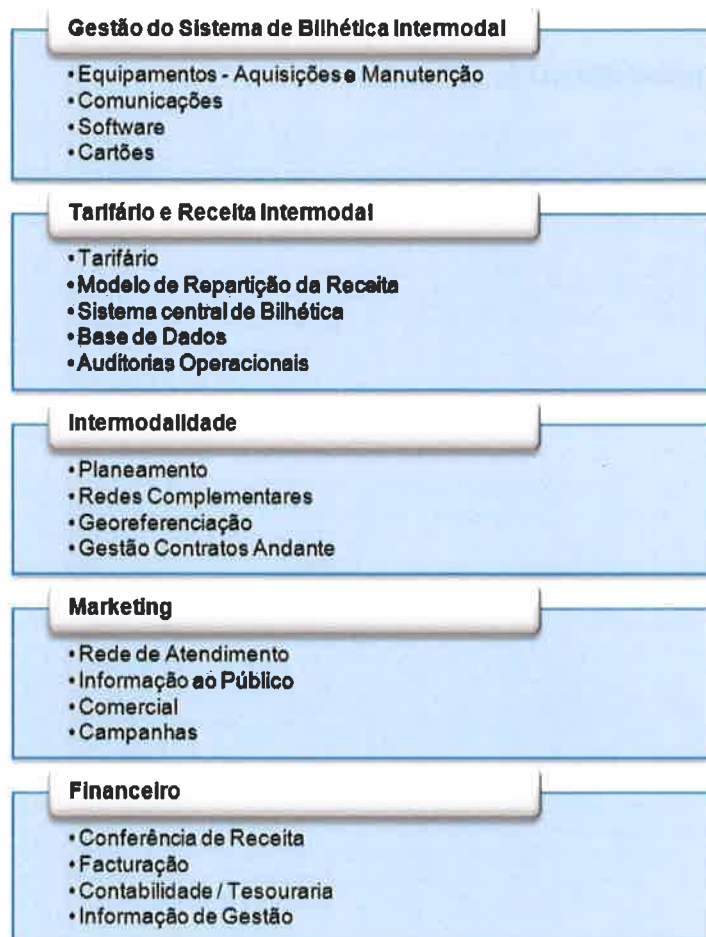 Gestão do Sistema de Bilhética Intermodal
•Equipamentos - Aquisições e Manutenção
•Comunicações
•Software
•Cartões
Tarifário e Receita Intermodal
•Tarifário
•Modelo de Repartição da Receita
•Sistema central de Bilhética
•Base de Dados
•Auditorias Operacionais
Intermodalidade
•Planeamento
•Redes Complementares
•Georeferenciação
•Gestão Contratos Andante
Marketing
•Rede de Atendimento
•Informação ao Público
•Comercial
•Campanhas
Financeiro
•Conferência de Receita
•Facturação
•Contabilidade / Tesouraria
•Informação de Gestão